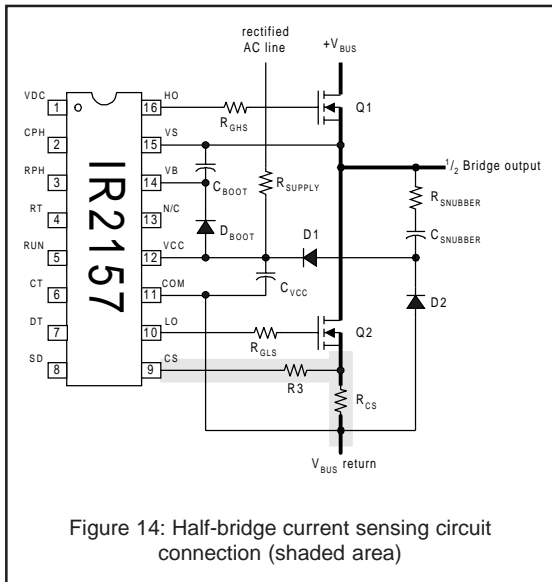 rectified
AC line
+VBUS
VDC
1
CPH
2
RPH
3
RT
4
RUN
5
CT
6
DT
7
SD
8
IR2157
HO
16
VS
15
VB
14
N/C
13
VCC
12
COM
11
LO
10
CS
9
RGHS
Q1
CBOOT
RSUPPLY
1/2 Bridge output
RSNUBBER
CSNUBBER
DBOOT
D1
CVCC
D2
RGLS
Q2
R3
RCS
VBUS return
Figure 14: Half-bridge current sensing circuit
connection (shaded area)